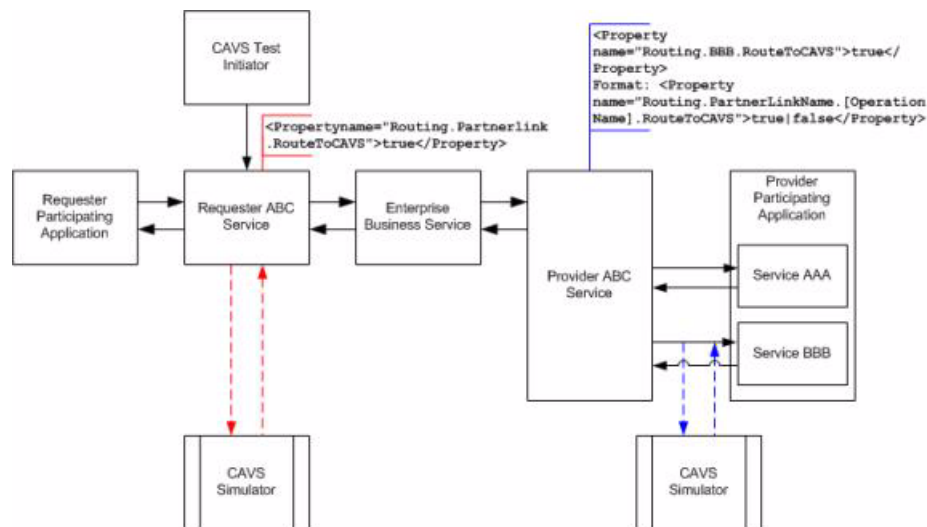 CAVS Test
Initiator
<Property
name="Routing.BBB.RouteToCAVS">true</
Property>
Format: <Property
name="Routing.PartnerLinkName.[Operation
Name].RouteToCAVS">true|false</Property>
<Propertyname="Routing.Partnerlink
.RouteToCAVS">true</Property>
Requester
Participating
Application
Requester ABC
Service
Enterprise
Business Service
Provider ABC
Service
Provider
Participating
Application
Service AAA
Service BBB
CAVS
Simulator
CAVS
Simulator